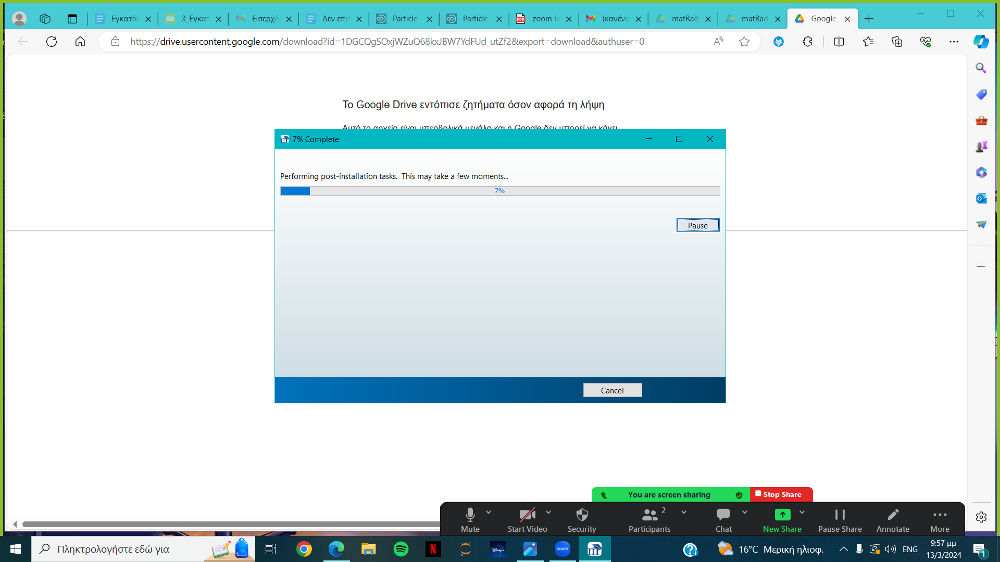 Εγκατάσ
3_Εγκατ
Εισερχό
Δεν επιτ
Particle
Particle
zoom lin
(κανένα
matRad
matRad
Google
https://drive.usercontent.google.com/download?id=1DGCQgSOxjWZuQ68kxJBW7YdFUd_utZf2&export=download&authuser=0
Το Google Drive εντόπισε ζητήματα όσον αφορά τη λήψη
Αυτό το αρχείο είναι υπερβολικά μεγάλο και η Google δεν μπορεί να κάνει
7% Complete
Performing post-installation tasks. This may take a few moments...
7%
Pause
Cancel
You are screen sharing
Stop Share
Mute
Start Video
Security
Participants
2
Chat
New Share
Pause Share
Annotate
More
Πληκτρολογήστε εδώ για
zoom
16°C Μερική ηλιοφ.
ENG
9:57 μμ
13/3/2024
1